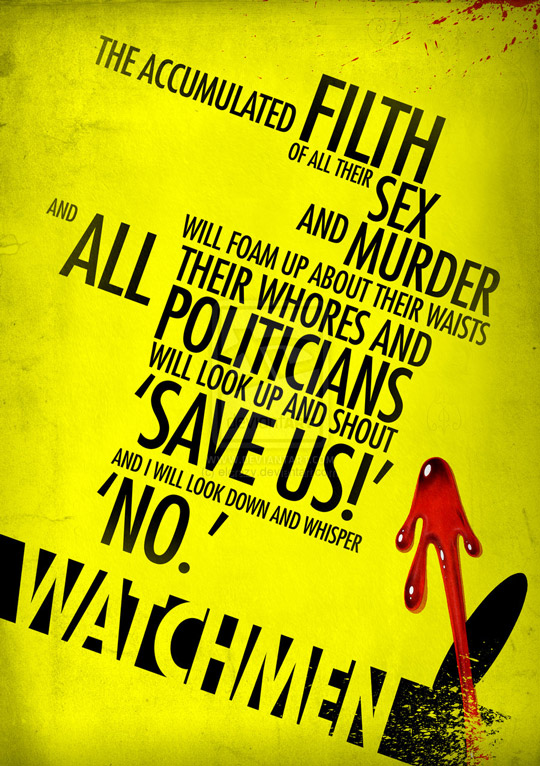 THE ACCUMULATED FILTH
OF ALL THEIR SEX
AND MURDER
WILL FOAM UP ABOUT THEIR WAISTS
AND ALL THEIR WHORES AND
POLITICIANS
WILL LOOK UP AND SHOUT
‘SAVE US!’
AND I WILL LOOK DOWN AND WHISPER
‘NO.’
WATCHMEN